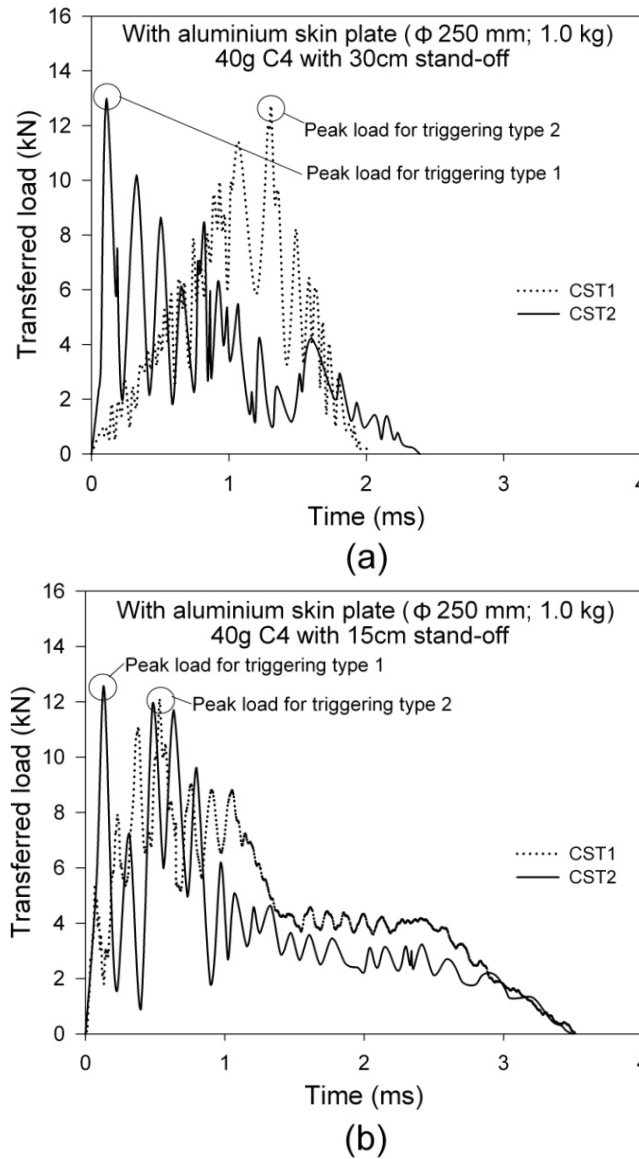 With aluminium skin plate (Φ 250 mm; 1.0 kg)
40g C4 with 30cm stand-off
Peak load for triggering type 2
Peak load for triggering type 1
CST1
CST2
Transferred load (kN)
16
14
12
10
8
6
4
2
0
0 1 2 3 4
Time (ms)
(a)
With aluminium skin plate (Φ 250 mm; 1.0 kg)
40g C4 with 15cm stand-off
Peak load for triggering type 1
Peak load for triggering type 2
CST1
CST2
Transferred load (kN)
16
14
12
10
8
6
4
2
0
0 1 2 3 4
Time (ms)
(b)